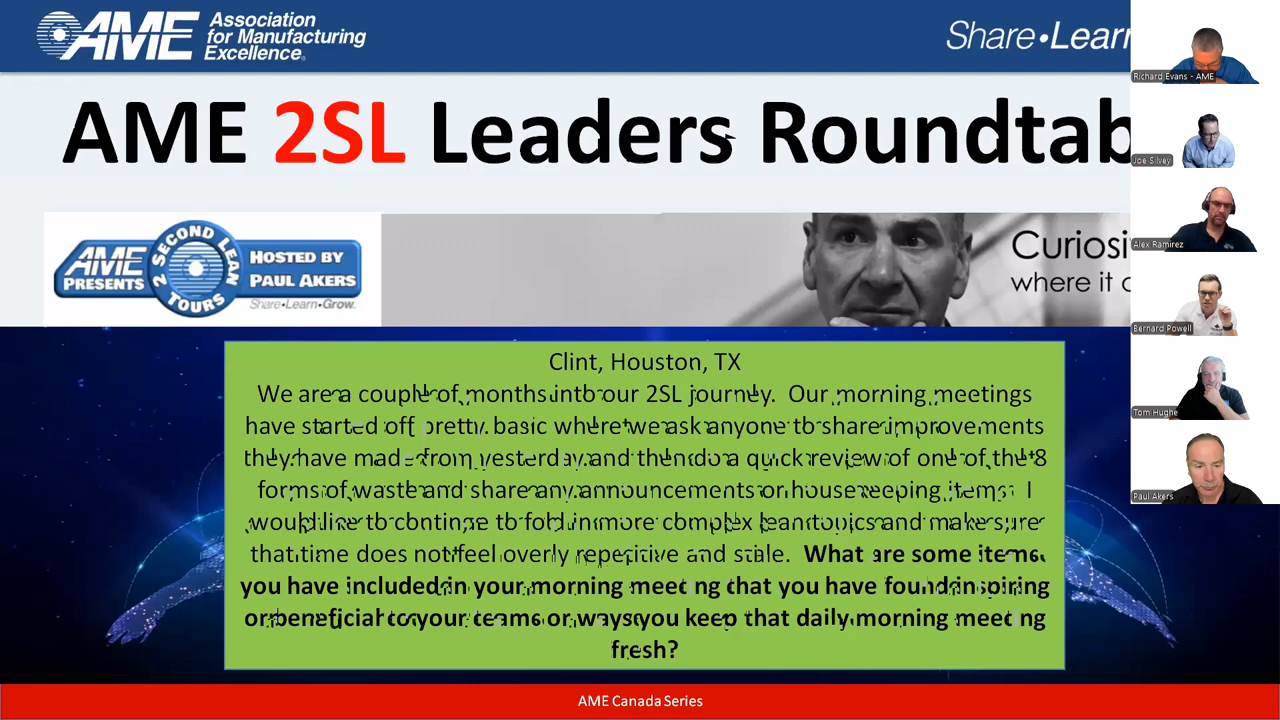 AME Association
for Manufacturing
Excellence.
Share•Learn
Richard Evans - AME
AME 2SL Leaders Roundtab
Joe Silvey
Alex Ramirez
AME
PRESENTS
2 SECOND LEAN
TOURS
HOSTED BY
PAUL AKERS
Share•Learn•Grow.
Curiosi
where it
Bernard Powell
Clint, Houston, TX
We are a couple of months into our 2SL journey. Our morning meetings
have started off pretty basic where we ask anyone to share improvements
they have made from yesterday and then do a quick review of one of the 8
forms of waste and share any announcements or housekeeping items. I
would like to continue to fold in more complex lean topics and make sure
that time does not feel overly repetitive and stale. What are some items
you have included in your morning meeting that you have found inspiring
or beneficial to your teams or ways you keep that daily morning meeting
fresh?
Tom Hughe
Paul Akers
AME Canada Series